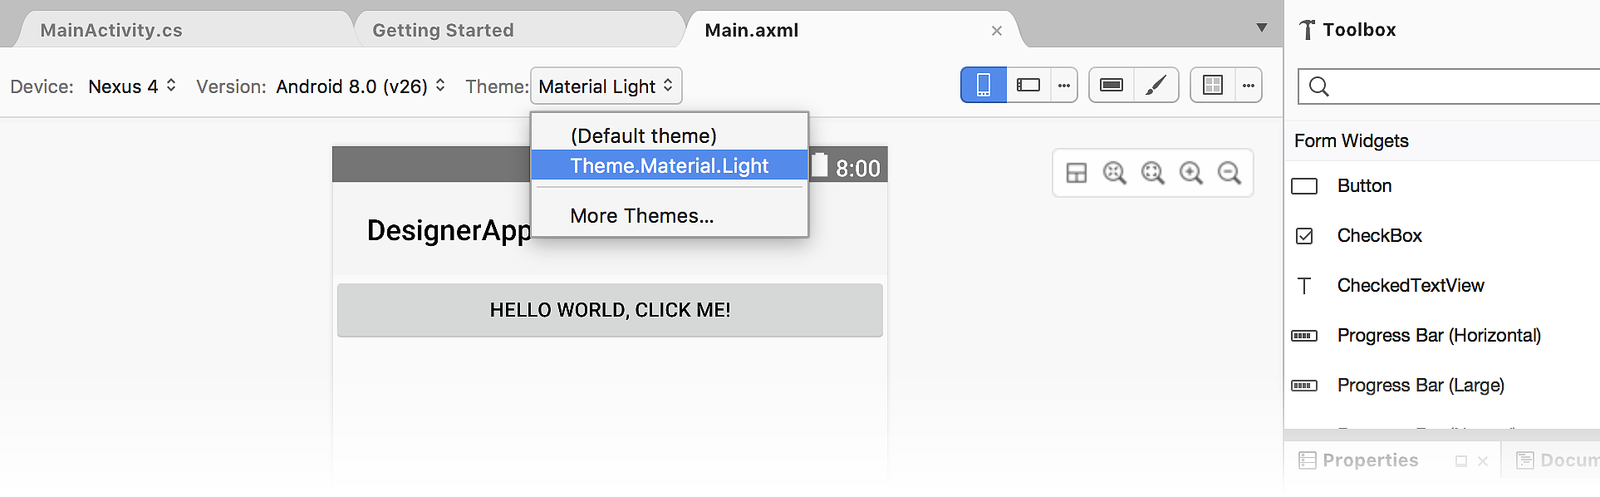 MainActivity.cs
Getting Started
Main.axml
Toolbox
Device: Nexus 4 Version: Android 8.0 (v26) Theme: Material Light
(Default theme)
Theme.Material.Light
More Themes...
8:00
DesignerApp
HELLO WORLD, CLICK ME!
Form Widgets
Button
CheckBox
CheckedTextView
Progress Bar (Horizontal)
Progress Bar (Large)
Properties
Docum